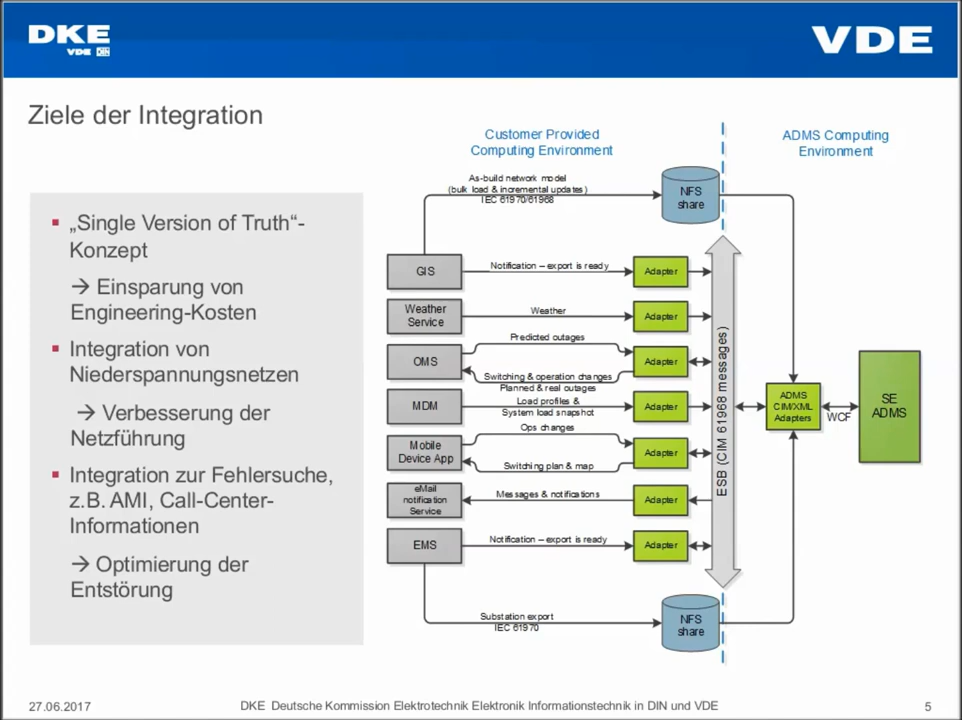 DKE
VDE DIN
VDE
Ziele der Integration
„Single Version of Truth“-
Konzept
→ Einsparung von
Engineering-Kosten
Integration von
Niederspannungsnetzen
→ Verbesserung der
Netzführung
Integration zur Fehlersuche,
z.B. AMI, Call-Center-
Informationen
→ Optimierung der
Entstörung
Customer Provided
Computing Environment
ADMS Computing
Environment
As-build network model
(bulk load & incremental updates)
IEC 61970/61968
NFS
share
GIS
Notification – export is ready
Adapter
Weather
Service
Weather
Adapter
Predicted outages
OMS
Adapter
Switching & operation changes
Planned & real outages
MDM
Load profiles &
System load snapshot
Adapter
Ops changes
Mobile
Device App
Adapter
Switching plan & map
eMail
notification
Service
Messages & notifications
Adapter
EMS
Notification – export is ready
Adapter
Substation export
IEC 61970
NFS
share
ESB (CIM 61968 messages)
ADMS
CIM/XML
Adapters
WCF
SE
ADMS
27.06.2017
DKE Deutsche Kommission Elektrotechnik Elektronik Informationstechnik in DIN und VDE
5